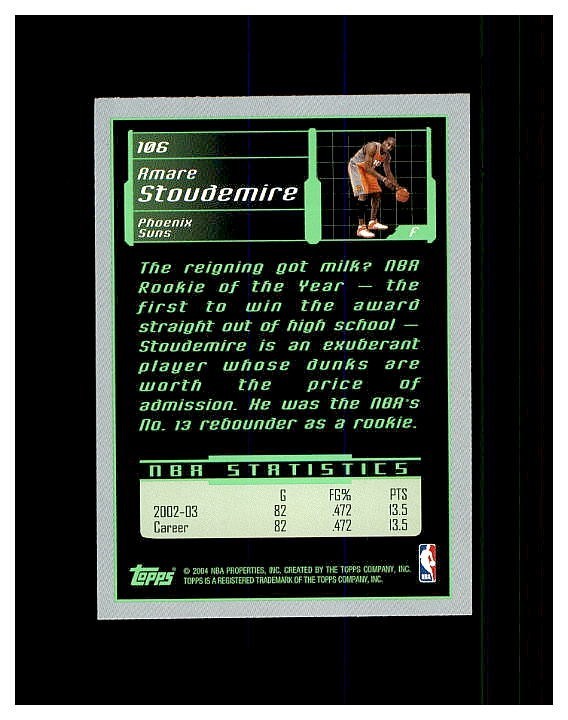 106
Amare
Stoudemire
Phoenix
Suns
F
The reigning got milk? NBA
Rookie of the Year — the
first to win the award
straight out of high school —
Stoudemire is an exuberant
player whose dunks are
worth the price of
admission. He was the NBA's
No. 13 rebounder as a rookie.
NBA STATISTICS
G FG% PTS
2002-03 82 .472 13.5
Career 82 .472 13.5
Topps
© 2004 NBA PROPERTIES, INC. CREATED BY THE TOPPS COMPANY, INC.
TOPPS IS A REGISTERED TRADEMARK OF THE TOPPS COMPANY, INC.
NBA